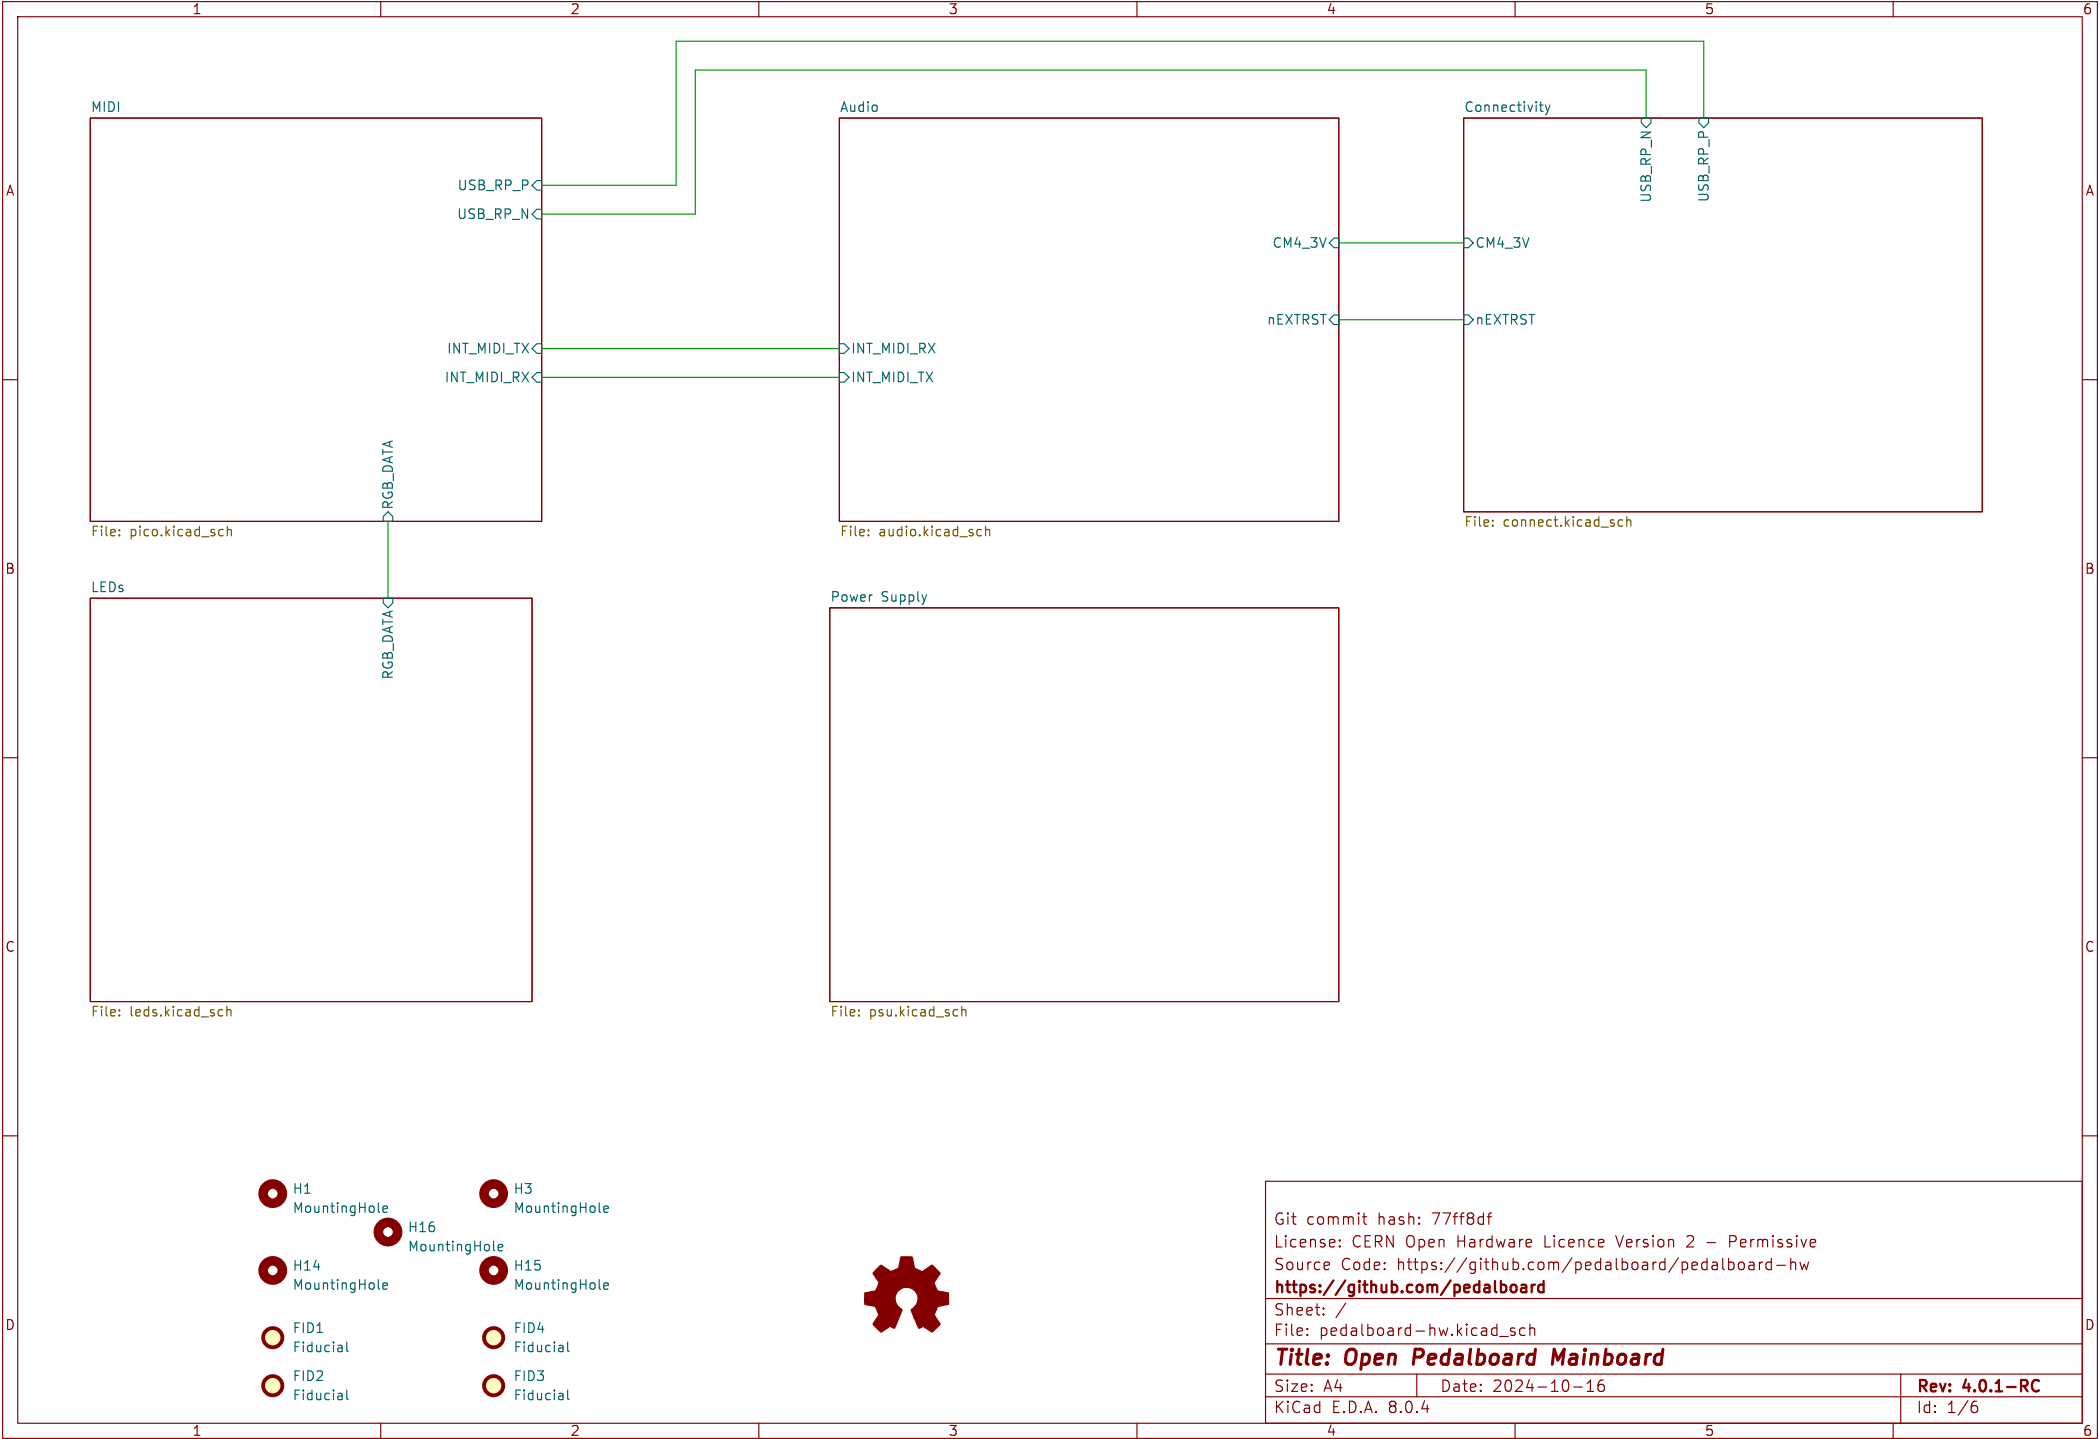 1 2 3 4 5 6
A
B
C
D
A
B
C
D
MIDI
USB_RP_P
USB_RP_N
INT_MIDI_TX
INT_MIDI_RX
RGB_DATA
File: pico.kicad_sch
Audio
CM4_3V
nEXTRST
INT_MIDI_RX
INT_MIDI_TX
File: audio.kicad_sch
Connectivity
USB_RP_N
USB_RP_P
CM4_3V
nEXTRST
File: connect.kicad_sch
LEDs
RGB_DATA
File: leds.kicad_sch
Power Supply
File: psu.kicad_sch
H1
MountingHole
H3
MountingHole
H16
MountingHole
H14
MountingHole
H15
MountingHole
FID1
Fiducial
FID4
Fiducial
FID2
Fiducial
FID3
Fiducial
Git commit hash: 77ff8df
License: CERN Open Hardware Licence Version 2 - Permissive
Source Code: https://github.com/pedalboard/pedalboard-hw
https://github.com/pedalboard
Sheet: /
File: pedalboard-hw.kicad_sch
Title: Open Pedalboard Mainboard
Size: A4 Date: 2024-10-16 Rev: 4.0.1-RC
KiCad E.D.A. 8.0.4 Id: 1/6
1 2 3 4 5 6